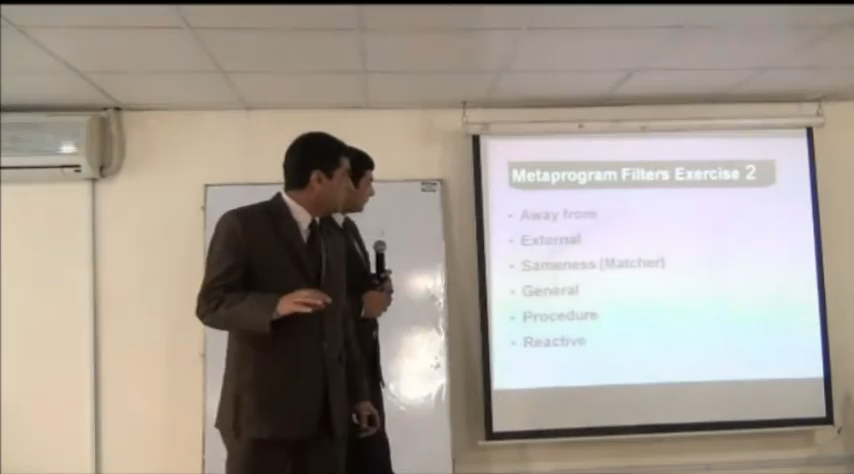 Metaprogram Filters Exercise 2
• Away from
• External
• Sameness (Matcher)
• General
• Procedure
• Reactive